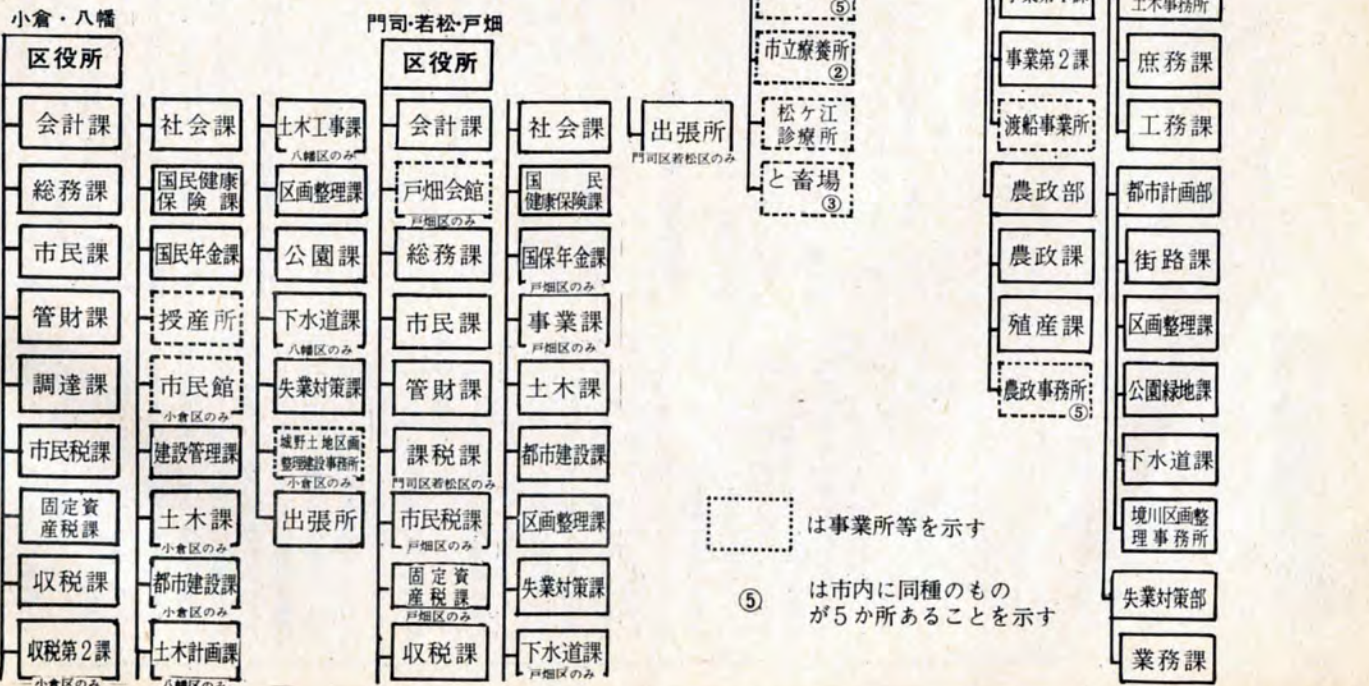 小倉・八幡
区役所
会計課
総務課
市民課
管財課
調達課
市民税課
固定資
産税課
収税課
収税第2課
小倉区のみ
社会課
国民健康
保険課
国民年金課
授産所
市民館
小倉区のみ
建設管理課
土木課
小倉区のみ
都市建設課
小倉区のみ
土木計画課
八幡区のみ
土木工事課
八幡区のみ
区画整理課
公園課
下水道課
八幡区のみ
失業対策課
城野土地区画
整理建設事務所
小倉区のみ
出張所
門司・若松・戸畑
区役所
会計課
戸畑会館
戸畑区のみ
総務課
市民課
管財課
課税課
門司区若松区のみ
市民税課
戸畑区のみ
固定資
産税課
戸畑区のみ
収税課
社会課
国民
健康保険課
国保年金課
戸畑区のみ
事業課
戸畑区のみ
土木課
都市建設課
区画整理課
失業対策課
下水道課
戸畑区のみ
出張所
門司区若松区のみ
⑤
市立療養所
②
松ケ江
診療所
と畜場
③
事業第2課
渡船事業所
農政部
農政課
殖産課
農政事務所
⑤
土木事務所
庶務課
工務課
都市計画部
街路課
区画整理課
公園緑地課
下水道課
境川区画整
理事務所
失業対策部
業務課
は事業所等を示す
⑤ は市内に同種のもの
が5か所あることを示す